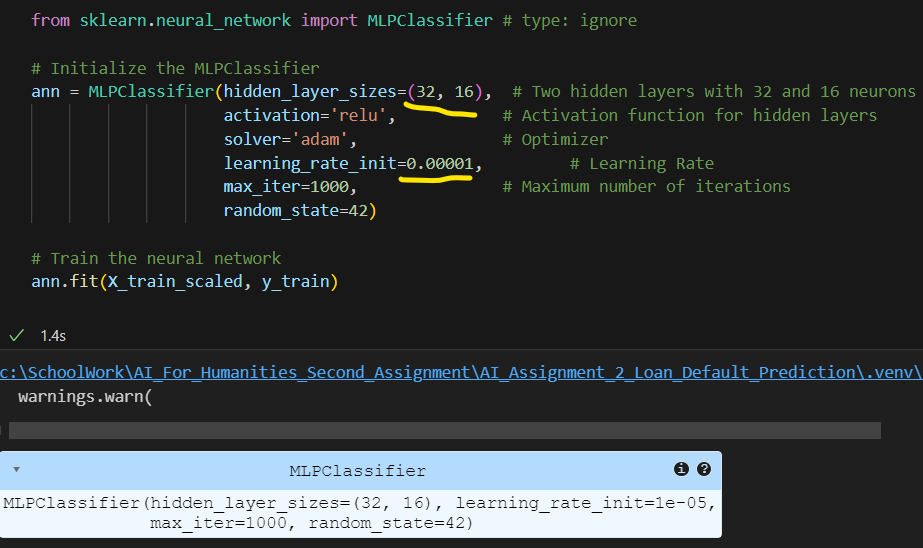 from sklearn.neural_network import MLPClassifier # type: ignore
# Initialize the MLPClassifier
ann = MLPClassifier(hidden_layer_sizes=(32, 16), # Two hidden layers with 32 and 16 neurons
activation='relu', # Activation function for hidden layers
solver='adam', # Optimizer
learning_rate_init=0.00001, # Learning Rate
max_iter=1000, # Maximum number of iterations
random_state=42)
# Train the neural network
ann.fit(X_train_scaled, y_train)
1.4s
c:\SchoolWork\AI_For_Humanities_Second_Assignment\AI_Assignment_2_Loan_Default_Prediction\.venv\
warnings.warn(
MLPClassifier
MLPClassifier(hidden_layer_sizes=(32, 16), learning_rate_init=1e-05,
max_iter=1000, random_state=42)